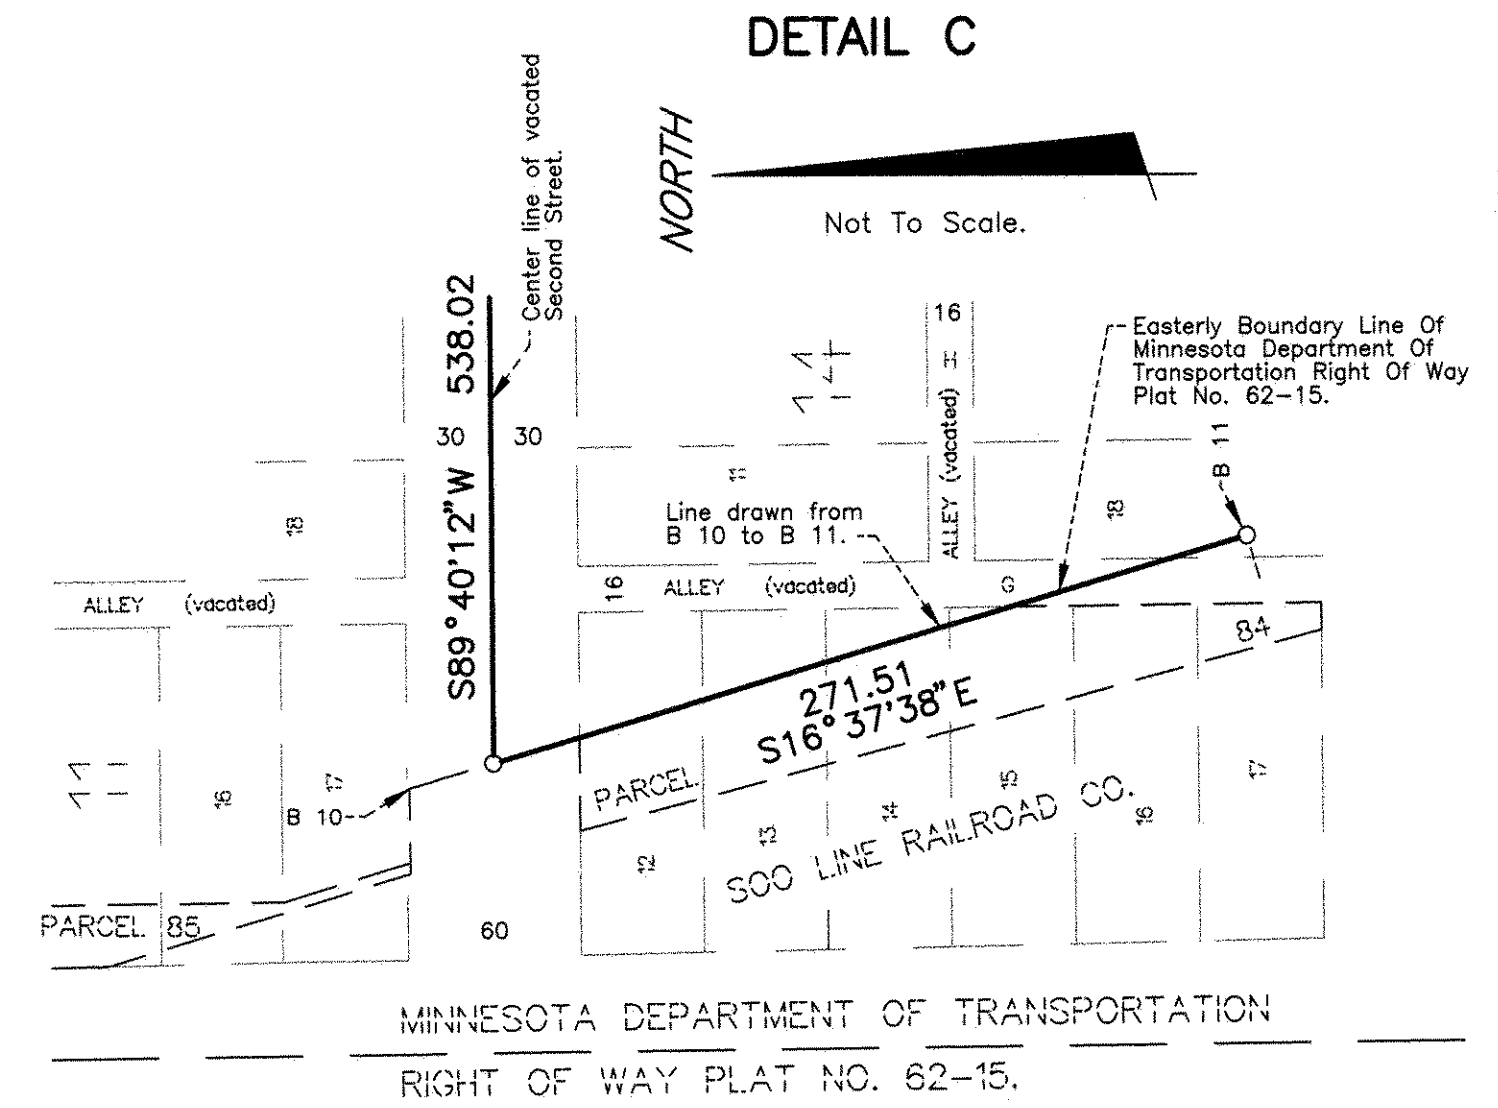 DETAIL C
Center line of vacated
Second Street.
NORTH
Not To Scale.
S89°40'12"W 538.02
30
30
16
ALLEY (vacated) H
14
Easterly Boundary Line Of
Minnesota Department Of
Transportation Right Of Way
Plat No. 62-15.
B 11
18
11
18
Line drawn from
B 10 to B 11.
ALLEY (vacated)
16
ALLEY (vacated) G
84
271.51
S16°37'38"E
PARCEL
11
16
17
B 10
12
13
14
15
16
17
SOO LINE RAILROAD CO.
PARCEL 85
60
MINNESOTA DEPARTMENT OF TRANSPORTATION
RIGHT OF WAY PLAT NO. 62-15.